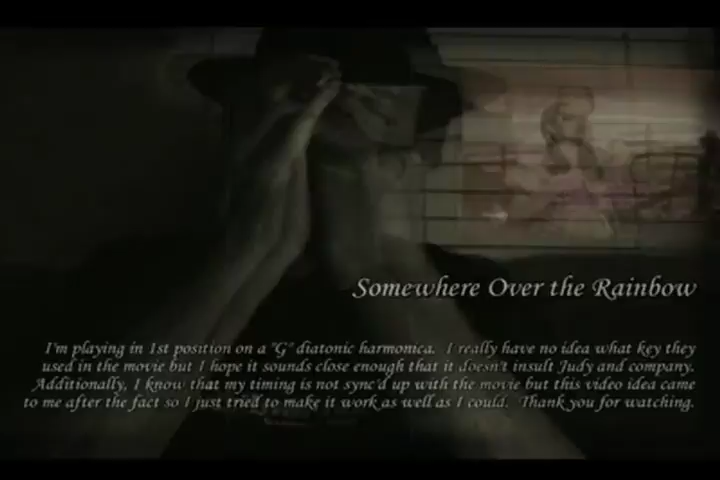 Somewhere Over the Rainbow
I'm playing in 1st position on a "G" diatonic harmonica. I really have no idea what key they
used in the movie but I hope it sounds close enough that it doesn't insult Judy and company.
Additionally, I know that my timing is not sync'd up with the movie but this video idea came
to me after the fact so I just tried to make it work as well as I could. Thank you for watching.